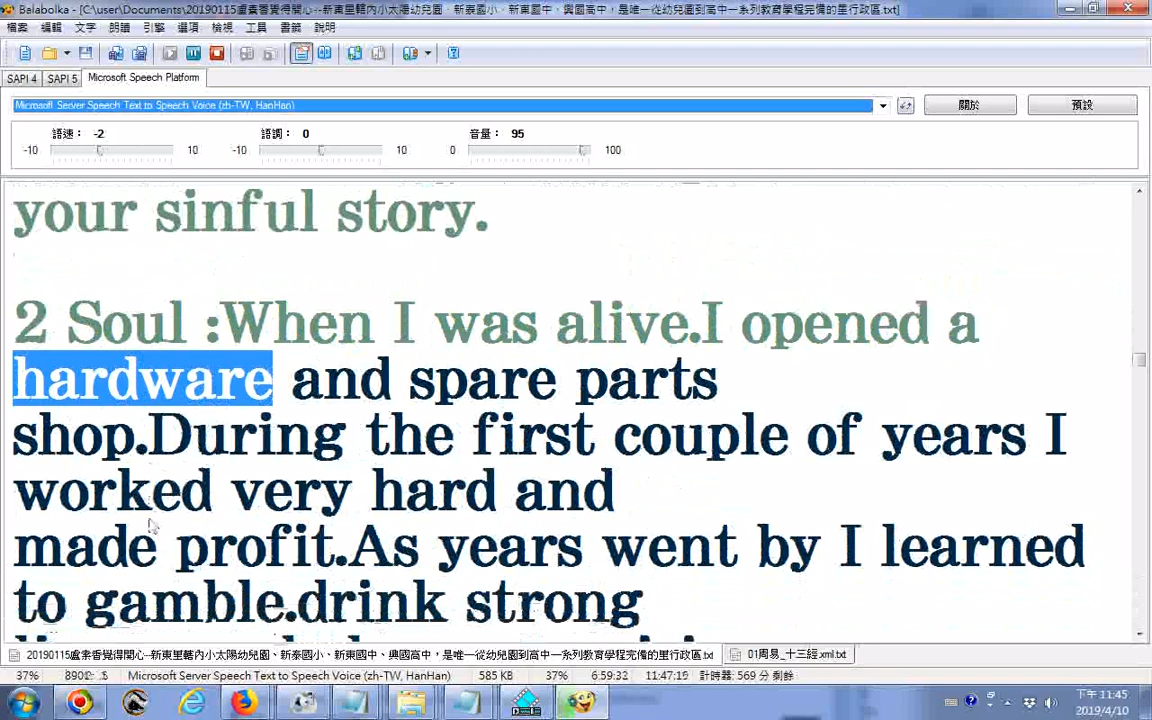 Balabolka - [C:\user\Documents\20190115盧素香覺得開心--新東里轄內小太陽幼兒園、新泰國小、新東國中、興國高中，是唯一從幼兒園到高中一系列教育學程完備的里行政區.txt]
檔案 編輯 文字 朗讀 引擎 選項 檢視 工具 書籤 說明
SAPI 4 SAPI 5 Microsoft Speech Platform
Microsoft Server Speech Text to Speech Voice (zh-TW, HanHan) 關於 預設
語速： -2 語調： 0 音量： 95
-10 10 -10 10 0 100
your sinful story.
2 Soul :When I was alive.I opened a
hardware and spare parts
shop.During the first couple of years I
worked very hard and
made profit.As years went by I learned
to gamble.drink strong
20190115盧素香覺得開心--新東里轄內小太陽幼兒園、新泰國小、新東國中、興國高中，是唯一從幼兒園到高中一系列教育學程完備的里行政區.txt 01周易_十三經.xml.txt
37% Microsoft Server Speech Text to Speech Voice (zh-TW, HanHan) 585 KB 37% 6:59:32 11:47:19 計時器: 569 分 剩餘
下午 11:45
2019/4/10